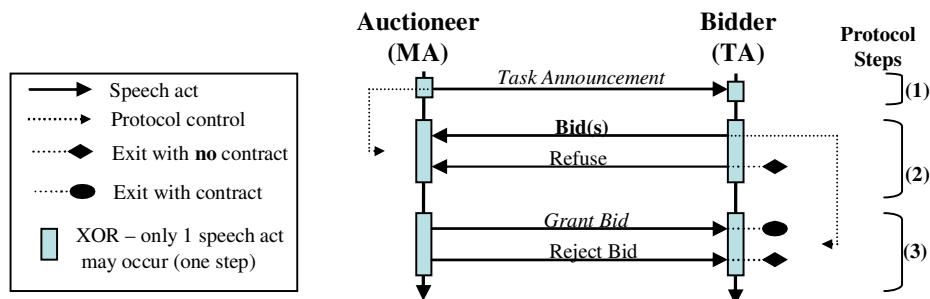 Auctioneer
(MA)
Bidder
(TA)
Protocol
Steps
Speech act
Protocol control
Exit with no contract
Exit with contract
XOR – only 1 speech act
may occur (one step)
Task Announcement
(1)
Bid(s)
Refuse
(2)
Grant Bid
Reject Bid
(3)